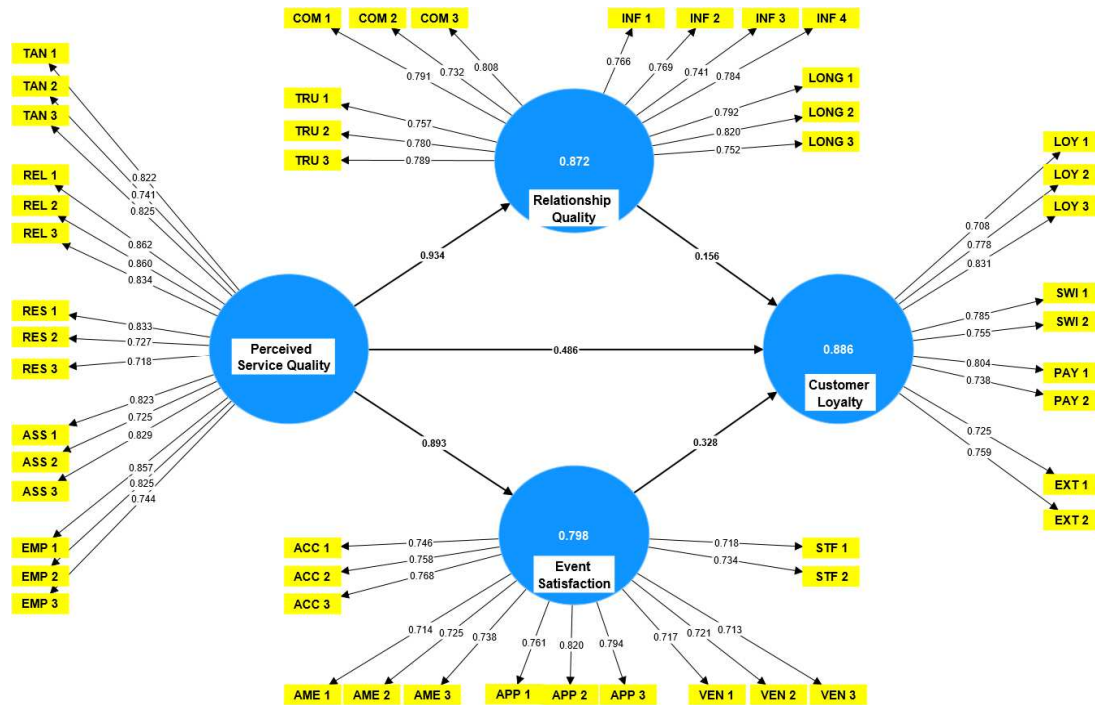 COM 1
COM 2
COM 3
INF 1
INF 2
INF 3
INF 4
0.791
0.732
0.808
0.766
0.769
0.741
0.784
TRU 1
TRU 2
TRU 3
0.757
0.780
0.789
LONG 1
LONG 2
LONG 3
0.792
0.820
0.752
0.872
Relationship
Quality
TAN 1
TAN 2
TAN 3
0.822
0.741
0.825
REL 1
REL 2
REL 3
0.862
0.860
0.834
RES 1
RES 2
RES 3
0.833
0.727
0.718
ASS 1
ASS 2
ASS 3
0.823
0.725
0.829
EMP 1
EMP 2
EMP 3
0.857
0.825
0.744
Perceived
Service Quality
0.934
0.486
0.893
0.156
0.328
0.886
Customer
Loyalty
LOY 1
LOY 2
LOY 3
0.708
0.778
0.831
SWI 1
SWI 2
0.785
0.755
PAY 1
PAY 2
0.804
0.738
EXT 1
EXT 2
0.725
0.759
0.798
Event
Satisfaction
ACC 1
ACC 2
ACC 3
0.746
0.758
0.768
STF 1
STF 2
0.718
0.734
0.714
0.725
0.738
0.761
0.820
0.794
0.717
0.721
0.713
AME 1
AME 2
AME 3
APP 1
APP 2
APP 3
VEN 1
VEN 2
VEN 3